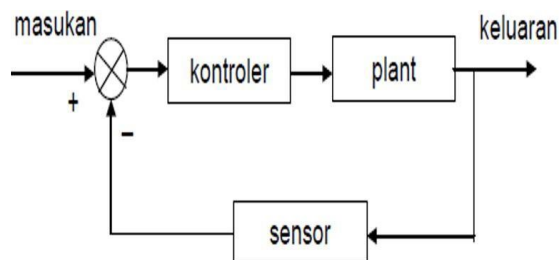 masukan
keluaran
kontroler
plant
+
−
sensor